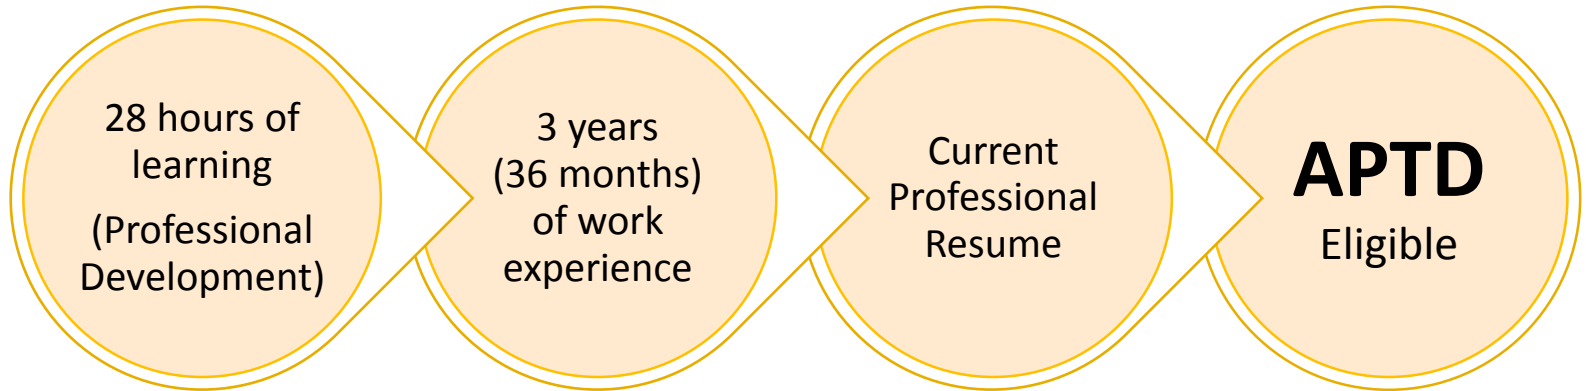 28 hours of
learning
(Professional
Development)
3 years
(36 months)
of work
experience
Current
Professional
Resume
APTD
Eligible